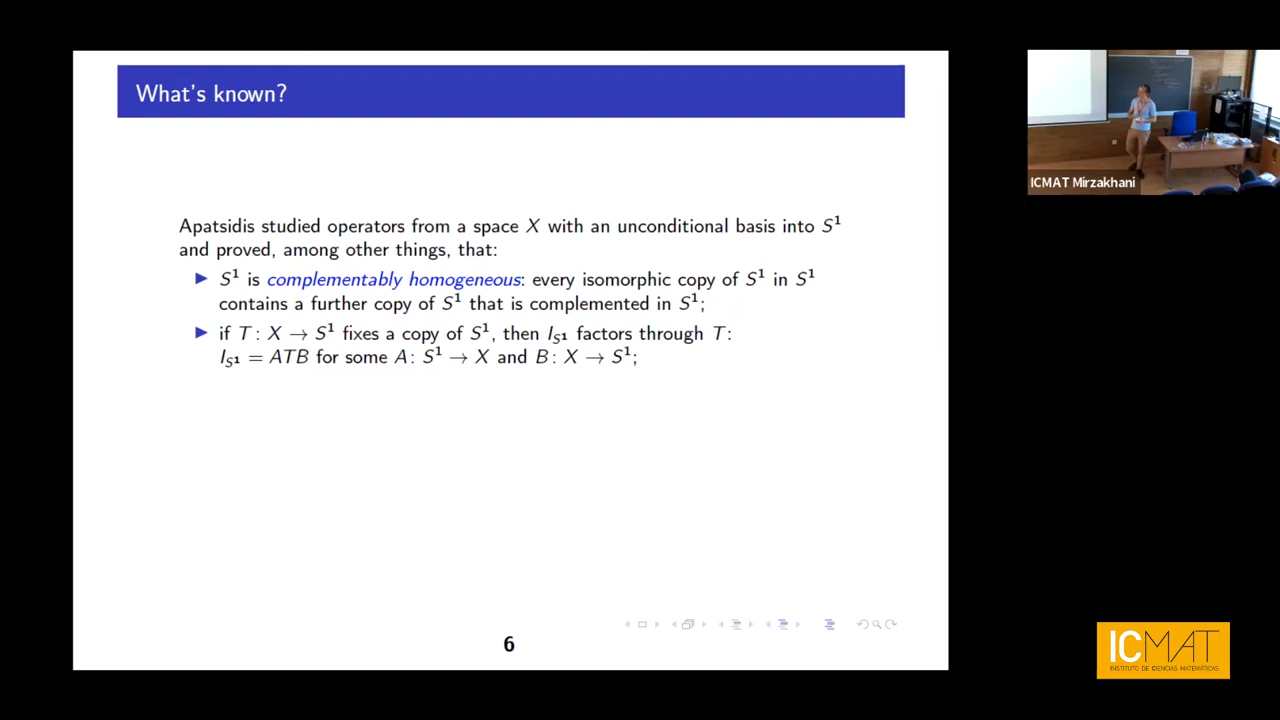 What's known?
Apatsidis studied operators from a space X with an unconditional basis into S¹
and proved, among other things, that:
▶ S¹ is complementably homogeneous: every isomorphic copy of S¹ in S¹
contains a further copy of S¹ that is complemented in S¹;
▶ if T : X → S¹ fixes a copy of S¹, then I_{S¹} factors through T:
I_{S¹} = ATB for some A : S¹ → X and B : X → S¹;
6
ICMAT Mirzakhani
ICMAT
INSTITUTO DE CIENCIAS MATEMÁTICAS